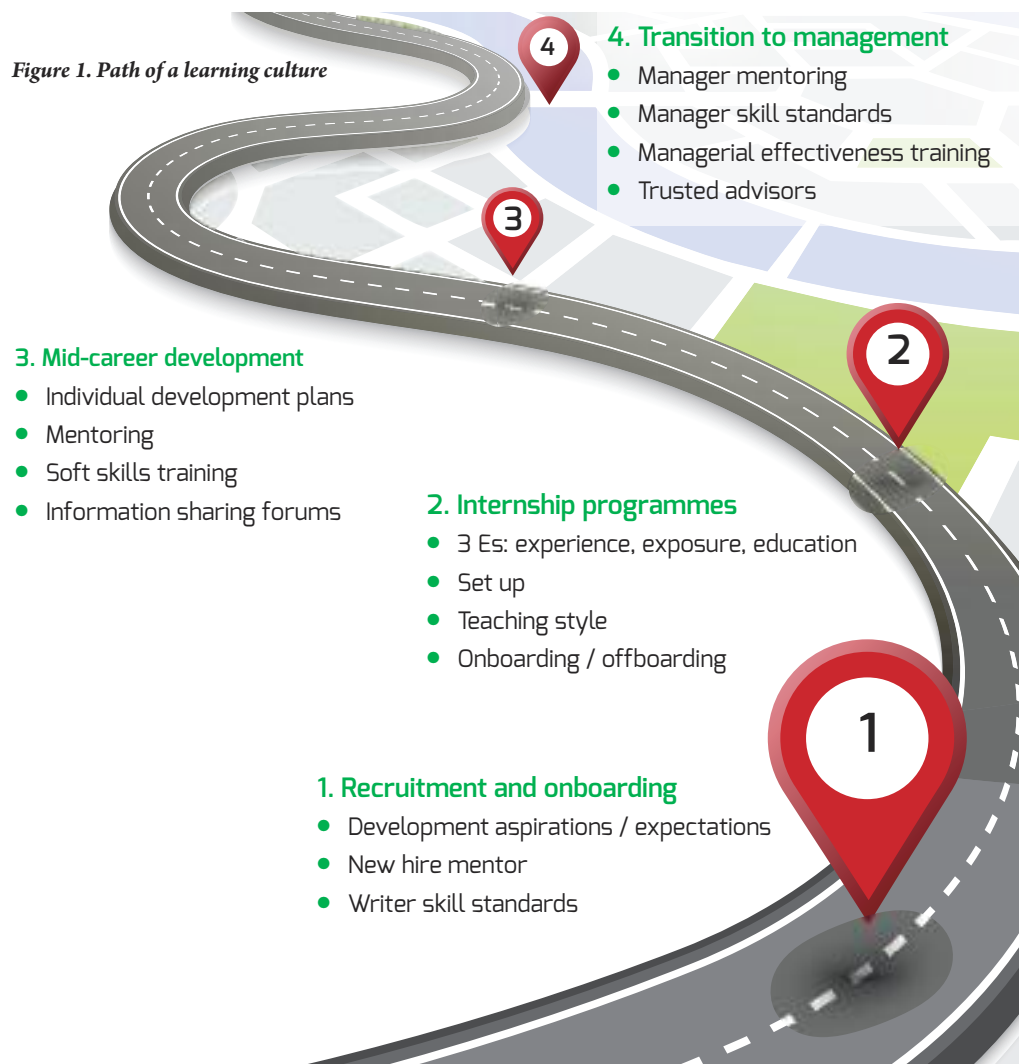 Figure 1. Path of a learning culture
4
4. Transition to management
• Manager mentoring
• Manager skill standards
• Managerial effectiveness training
• Trusted advisors
3
2
3. Mid-career development
• Individual development plans
• Mentoring
• Soft skills training
• Information sharing forums
2. Internship programmes
• 3 Es: experience, exposure, education
• Set up
• Teaching style
• Onboarding / offboarding
1
1. Recruitment and onboarding
• Development aspirations / expectations
• New hire mentor
• Writer skill standards